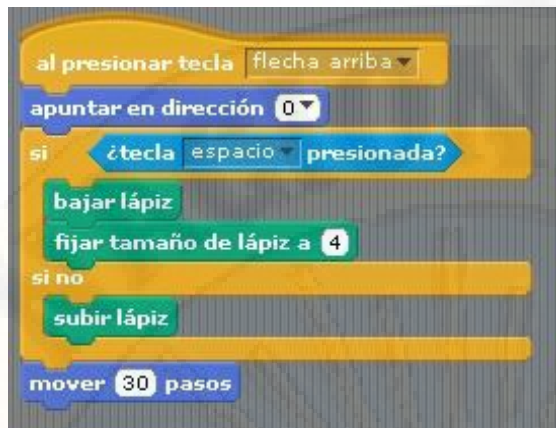 al presionar tecla flecha arriba
apuntar en dirección 0
si ¿tecla espacio presionada?
bajar lápiz
fijar tamaño de lápiz a 4
si no
subir lápiz
mover 30 pasos